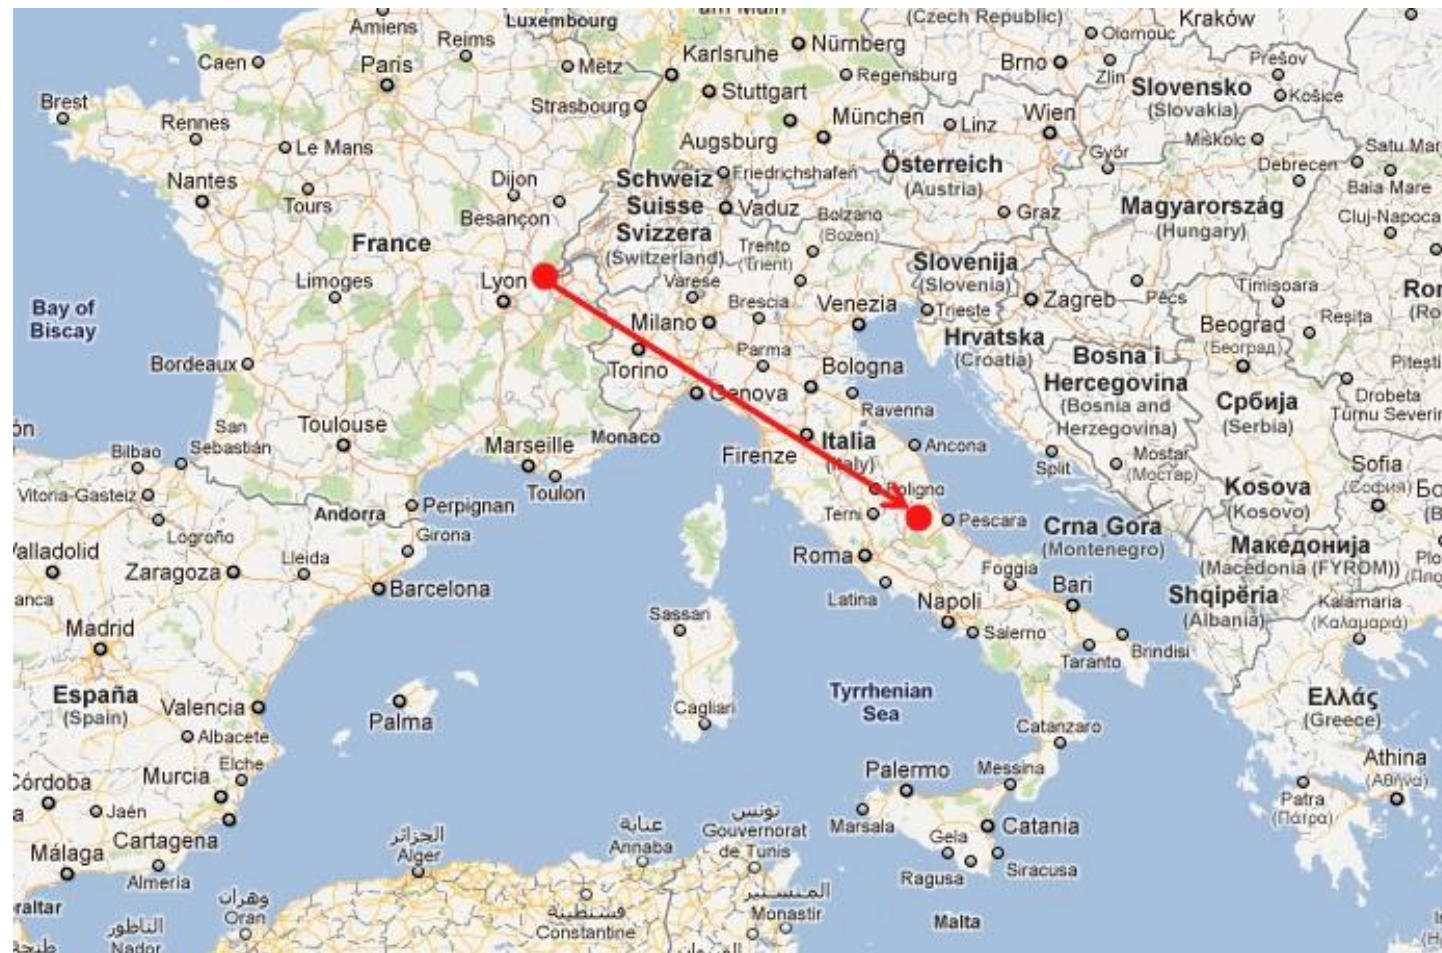 Amiens
Luxembourg
(Czech Republic)
Kraków
Reims
Karlsruhe
Nürnberg
Olomouc
Caen
Paris
Metz
Regensburg
Brno
Zlin
Prešov
Slovensko
(Slovakia)
Košice
Brest
Strasbourg
Stuttgart
Rennes
München
Linz
Wien
Le Mans
Augsburg
Miskolc
Satu Mar
Győr
Debrecen
Nantes
Dijon
Schweiz
Suisse
Svizzera
(Switzerland)
Friedrichshafen
Österreich
(Austria)
Baia Mare
Tours
Besançon
Vaduz
Bolzano
(Bozen)
Graz
Magyarország
(Hungary)
Cluj-Napoca
France
Trento
(Trient)
Slovenija
(Slovenia)
Limoges
Lyon
Varese
Zagreb
Pécs
Timișoara
Bay of
Biscay
Milano
Brescia
Venezia
Trieste
Beograd
(Београд)
Reșița
Hrvatska
(Croatia)
Bordeaux
Torino
Parma
Bologna
Bosna i
Hercegovina
(Bosnia and
Herzegovina)
Pitești
Genova
Ravenna
Србија
(Serbia)
Drobeta
Turnu Severin
San
Sebastián
Toulouse
Marseille
Monaco
Firenze
Italia
(Italy)
Ancona
Split
Mostar
(Мостар)
Sofia
(София)
Bilbao
Vitoria-Gasteiz
Toulon
Foligno
Kosova
(Kosovo)
Andorra
Perpignan
Terni
Pescara
Crna Gora
(Montenegro)
Logroño
Girona
Македонија
(Macedonia (FYROM))
Valladolid
Lleida
Roma
Foggia
Zaragoza
Barcelona
Latina
Napoli
Bari
Shqipëria
(Albania)
Kalamaria
(Καλαμαριά)
Madrid
Sassari
Salerno
Taranto
Brindisi
España
(Spain)
Valencia
Palma
Cagliari
Tyrrhenian
Sea
Ελλάς
(Greece)
Albacete
Catanzaro
Elche
Athina
(Αθήνα)
Córdoba
Murcia
Palermo
Messina
Patra
(Πάτρα)
Jaén
Cartagena
الجزائر
Alger
عنابة
Annaba
تونس
Gouvernorat
de Tunis
Marsala
Gela
Catania
Málaga
Almeria
Ragusa
Siracusa
وهران
Oran
قسنطينة
Constantine
المنستير
Monastir
Malta
الناظور
Nador